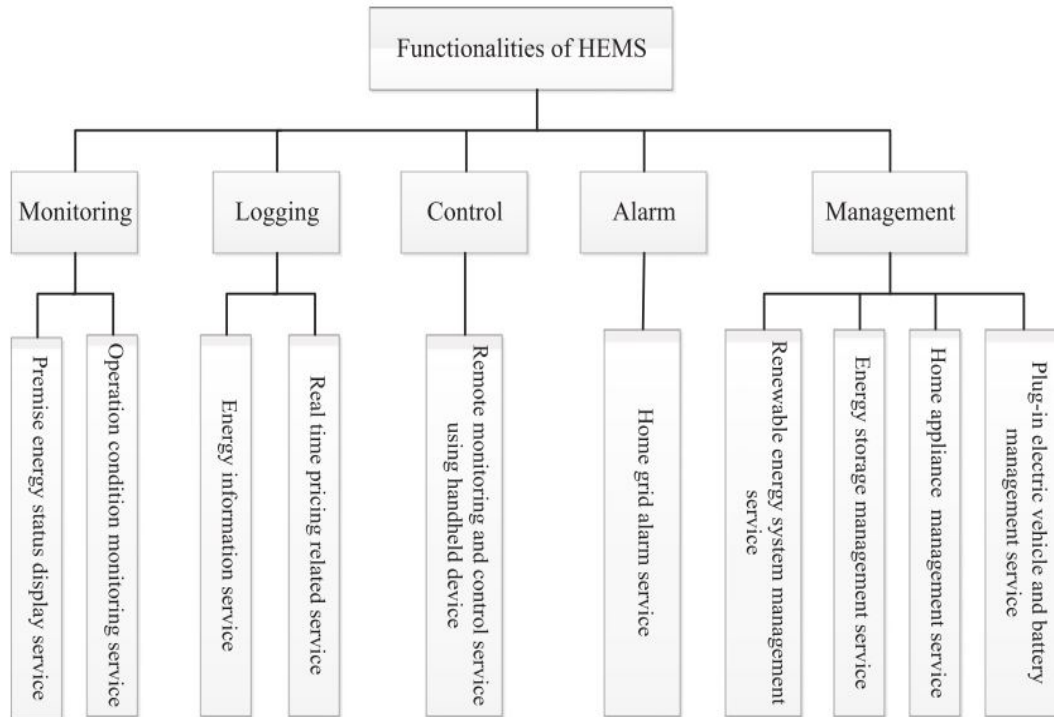 Functionalities of HEMS
Monitoring
Logging
Control
Alarm
Management
Premise energy status display service
Operation condition monitoring service
Energy information service
Real time pricing related service
Remote monitoring and control service
using handheld device
Home grid alarm service
Renewable energy system management
service
Energy storage management service
Home appliance management service
Plug-in electric vehicle and battery
management service